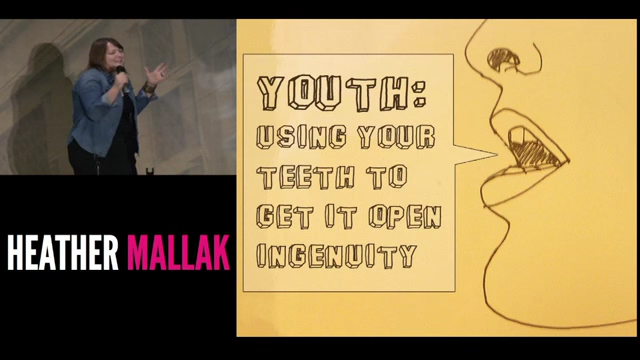 YOUTH:
USING YOUR
TEETH TO
GET IT OPEN
INGENUITY
HEATHER MALLAK